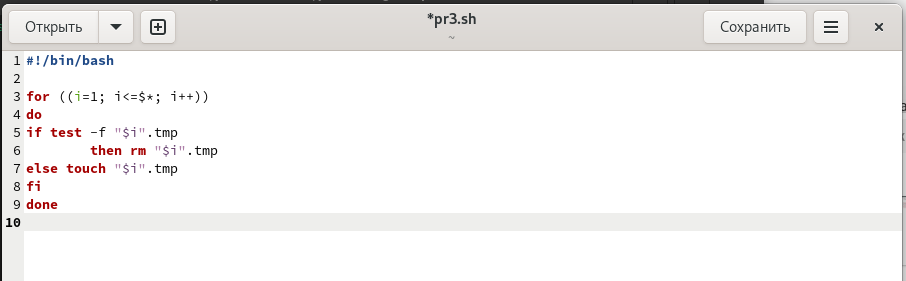 Открыть
*pr3.sh
~
Сохранить
1 #!/bin/bash
2
3 for ((i=1; i<=$*; i++))
4 do
5 if test -f "$i".tmp
6         then rm "$i".tmp
7 else touch "$i".tmp
8 fi
9 done
10